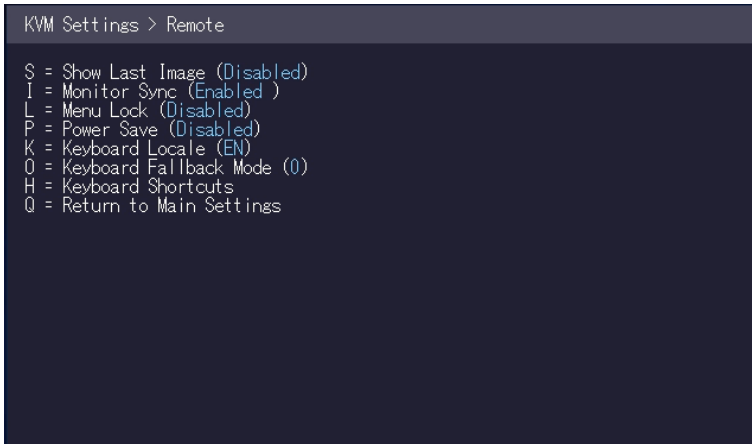 KVM Settings > Remote
S = Show Last Image (Disabled)
I = Monitor Sync (Enabled )
L = Menu Lock (Disabled)
P = Power Save (Disabled)
K = Keyboard Locale (EN)
O = Keyboard Fallback Mode (0)
H = Keyboard Shortcuts
Q = Return to Main Settings